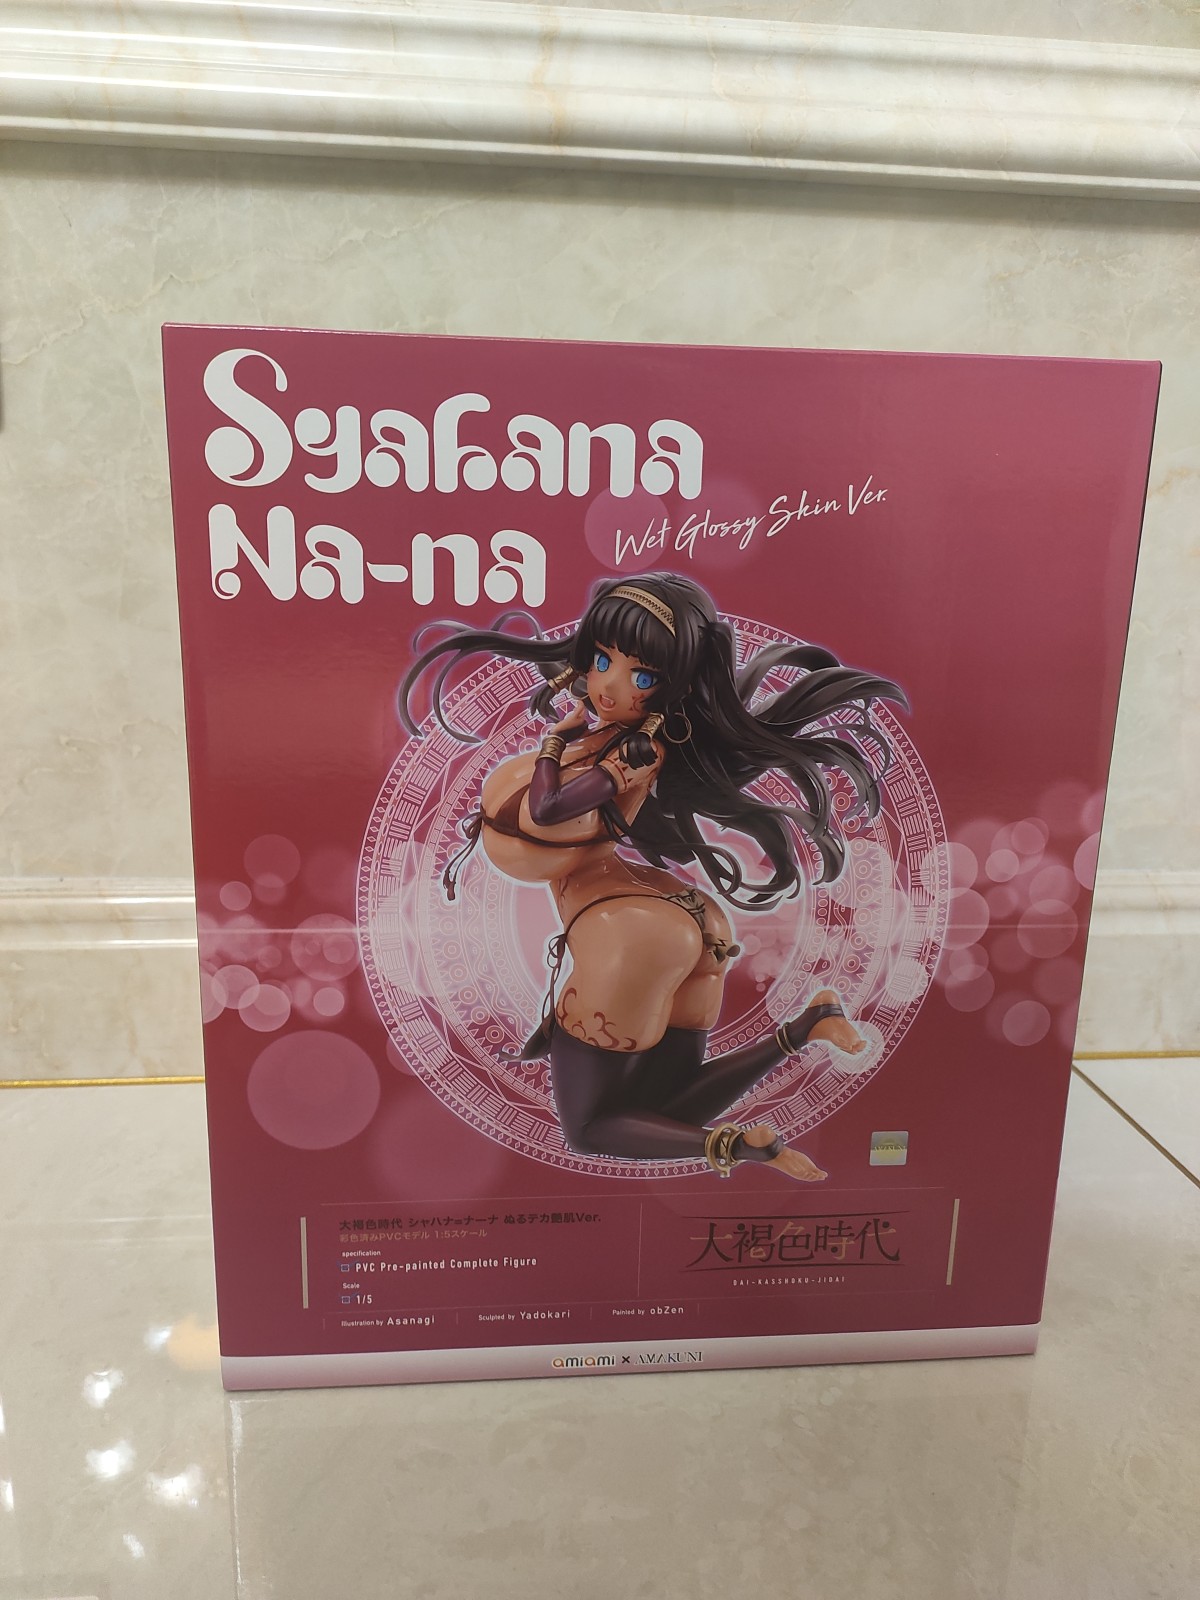 Syahana
Na-na
Wet Glossy Skin Ver.
大褐色時代 シャハナ=ナーナ ぬるテカ艶肌Ver.
彩色済みPVCモデル 1:5スケール
specification
PVC Pre-painted Complete Figure
Scale
1/5
大褐色時代
DAI-KASSHOKU-JIDAI
Illustration by Asanagi
Sculpted by Yadokari
Painted by obZen
amiami × AMAKUNI